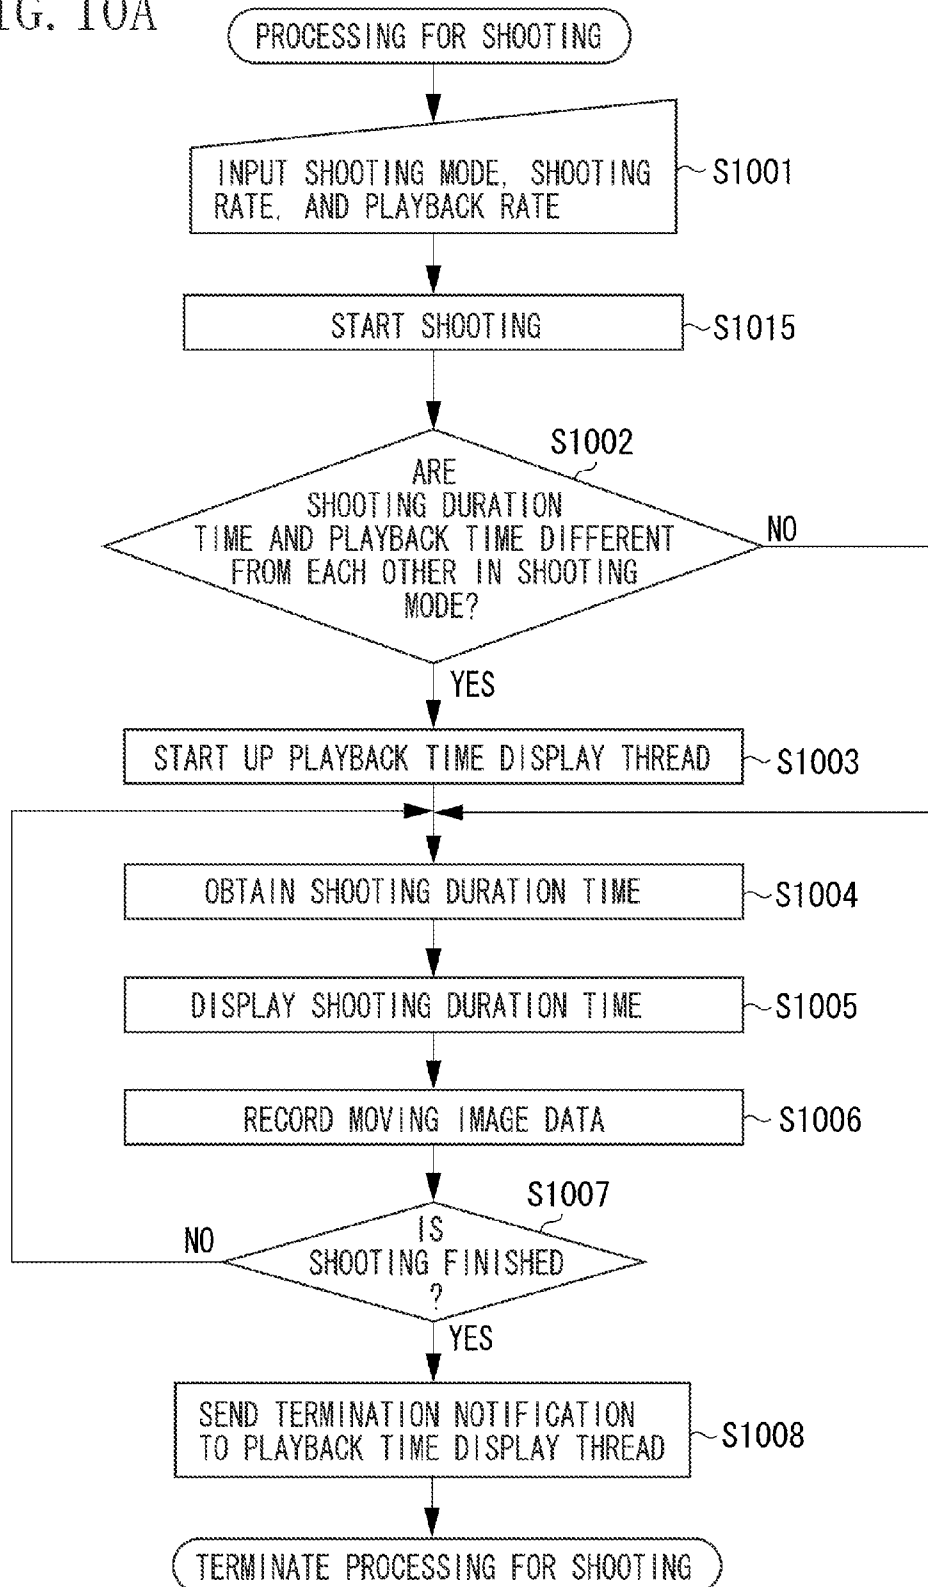 IG. 10A
PROCESSING FOR SHOOTING
INPUT SHOOTING MODE, SHOOTING
RATE, AND PLAYBACK RATE
S1001
START SHOOTING
S1015
S1002
ARE
SHOOTING DURATION
TIME AND PLAYBACK TIME DIFFERENT
FROM EACH OTHER IN SHOOTING
MODE?
NO
YES
START UP PLAYBACK TIME DISPLAY THREAD
S1003
OBTAIN SHOOTING DURATION TIME
S1004
DISPLAY SHOOTING DURATION TIME
S1005
RECORD MOVING IMAGE DATA
S1006
S1007
IS
SHOOTING FINISHED
?
NO
YES
SEND TERMINATION NOTIFICATION
TO PLAYBACK TIME DISPLAY THREAD
S1008
TERMINATE PROCESSING FOR SHOOTING